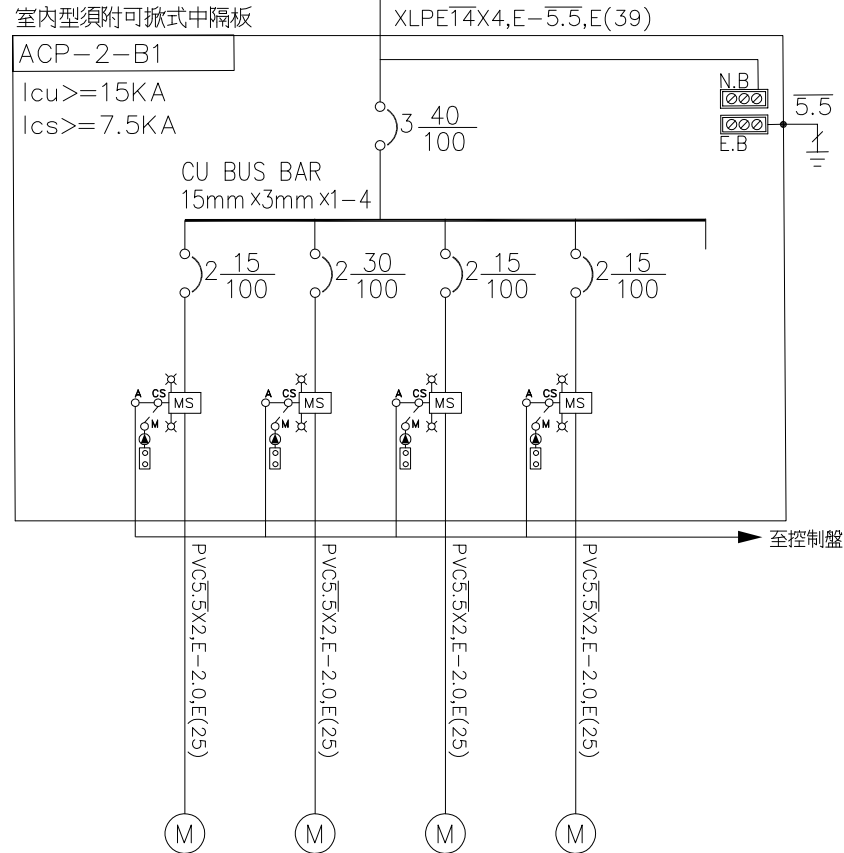 室內型須附可掀式中隔板
XLPE14X4,E-5.5,E(39)
ACP-2-B1
Icu>=15KA
Ics>=7.5KA
N.B
E.B
5.5
3 40
100
CU BUS BAR
15mm X3mm X1-4
2 15
100
2 30
100
2 15
100
2 15
100
A CS MS M
A CS MS M
A CS MS M
A CS MS M
至控制盤
PVC5.5X2,E-2.0,E(25)
PVC5.5X2,E-2.0,E(25)
PVC5.5X2,E-2.0,E(25)
PVC5.5X2,E-2.0,E(25)
M
M
M
M